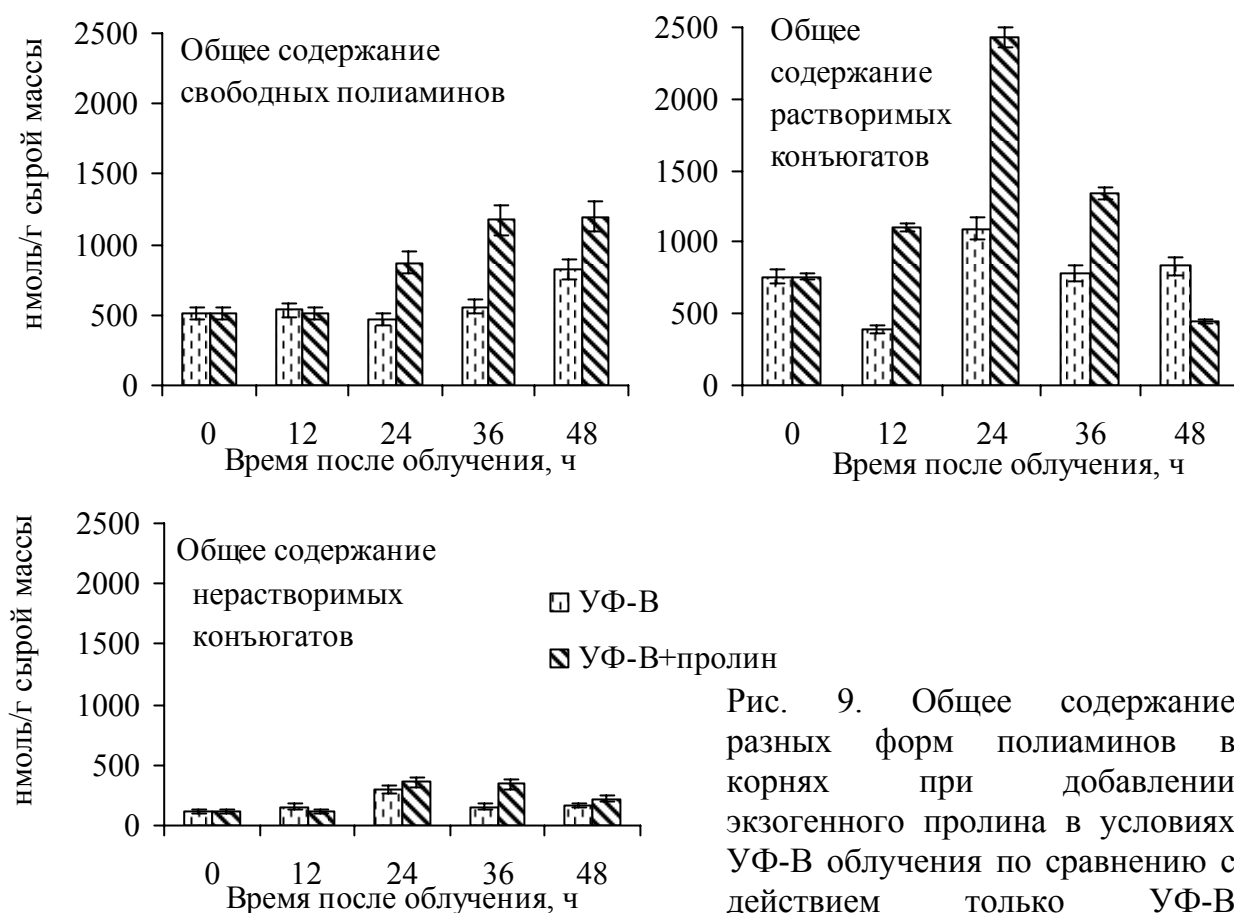 нмоль/г сырой массы
2500
2000
1500
1000
500
0
Общее содержание
свободных полиаминов
0 12 24 36 48
Время после облучения, ч
2500
2000
1500
1000
500
0
Общее
содержание
растворимых
конъюгатов
0 12 24 36 48
Время после облучения, ч
нмоль/г сырой массы
2500
2000
1500
1000
500
0
Общее содержание
нерастворимых
конъюгатов
0 12 24 36 48
Время после облучения, ч
УФ-В
УФ-В+пролин
Рис. 9. Общее содержание
разных форм полиаминов в
корнях при добавлении
экзогенного пролина в условиях
УФ-В облучения по сравнению с
действием только УФ-В